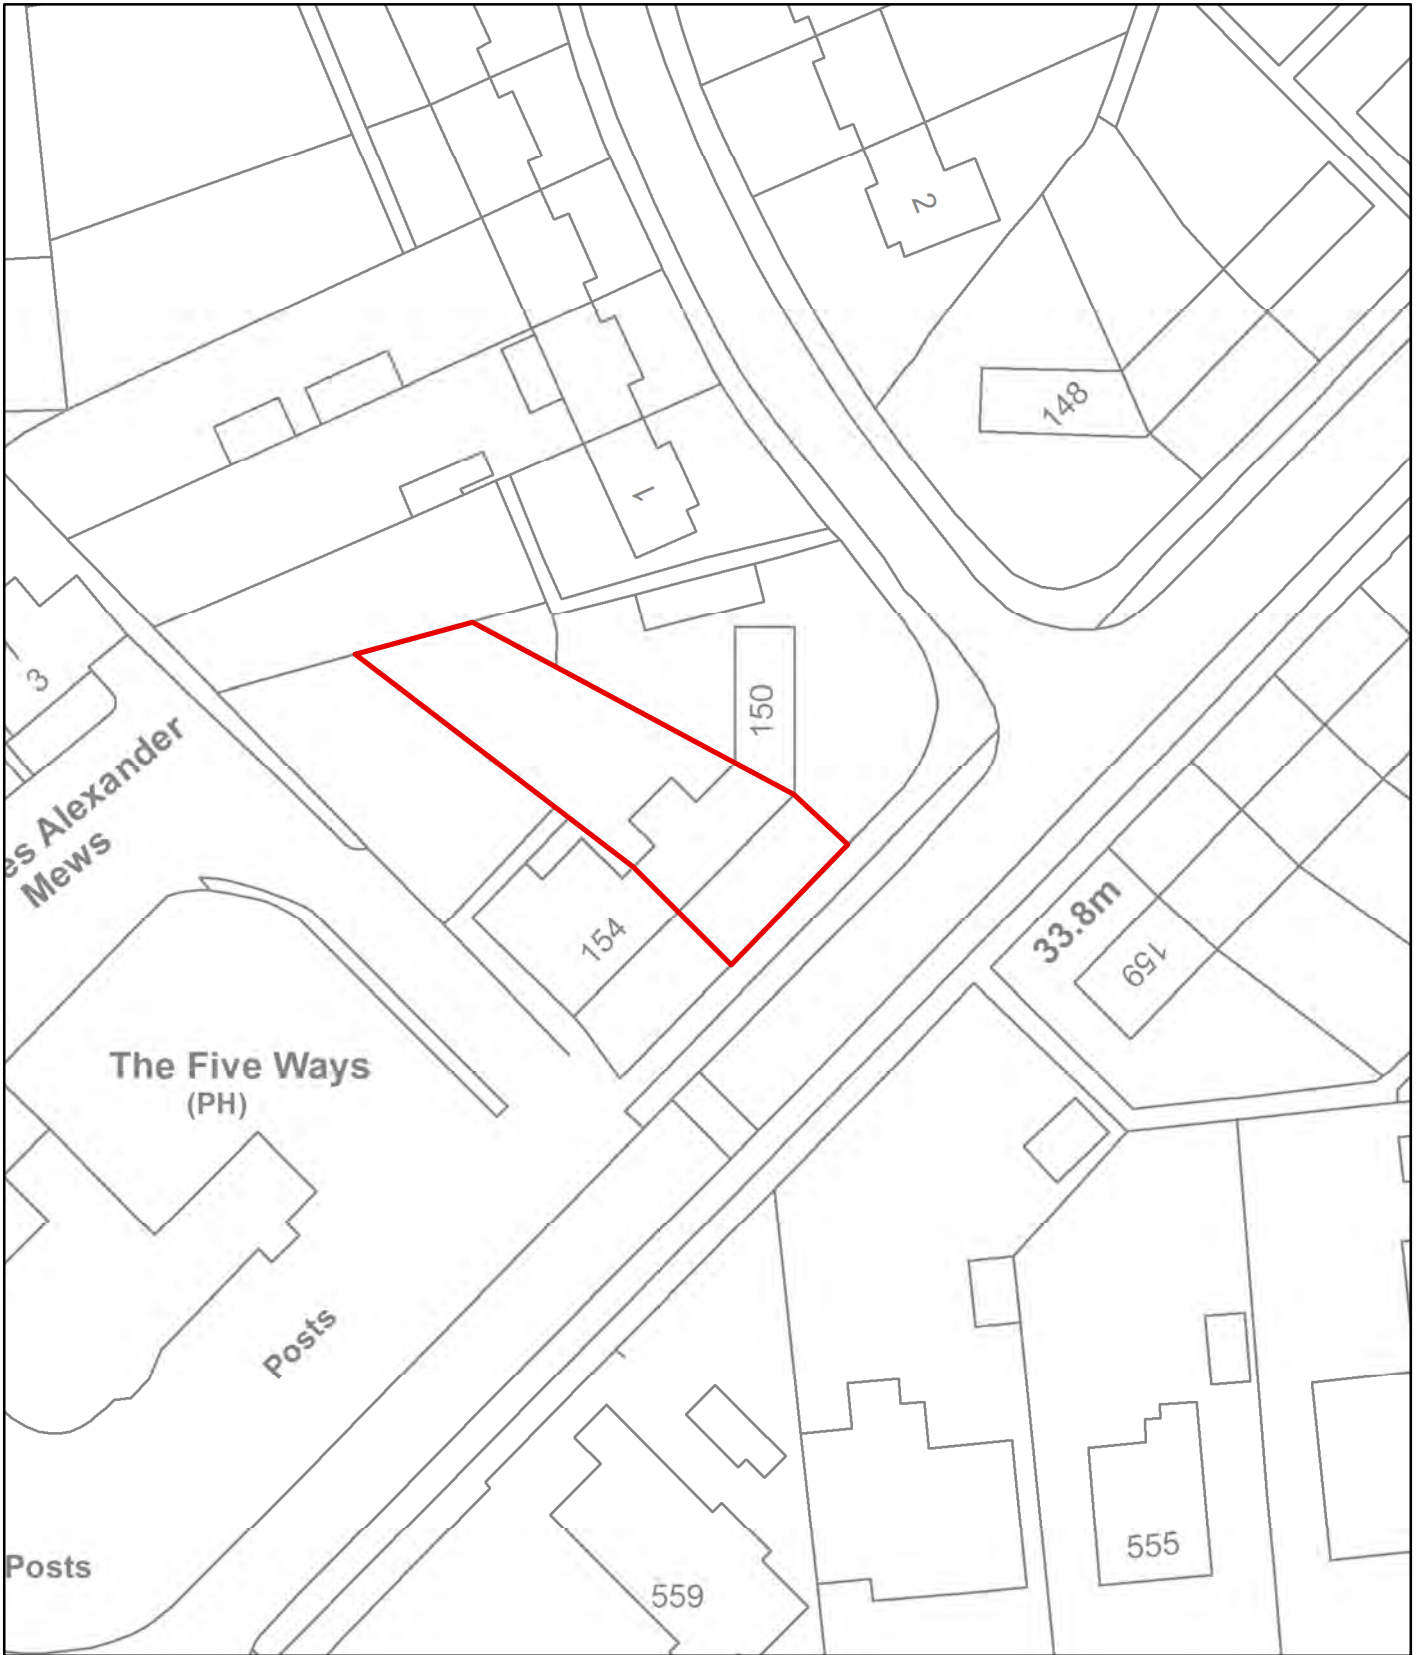 2
148
1
150
3
es Alexander
Mews
154
33.8m
159
The Five Ways
(PH)
Posts
Posts
555
559